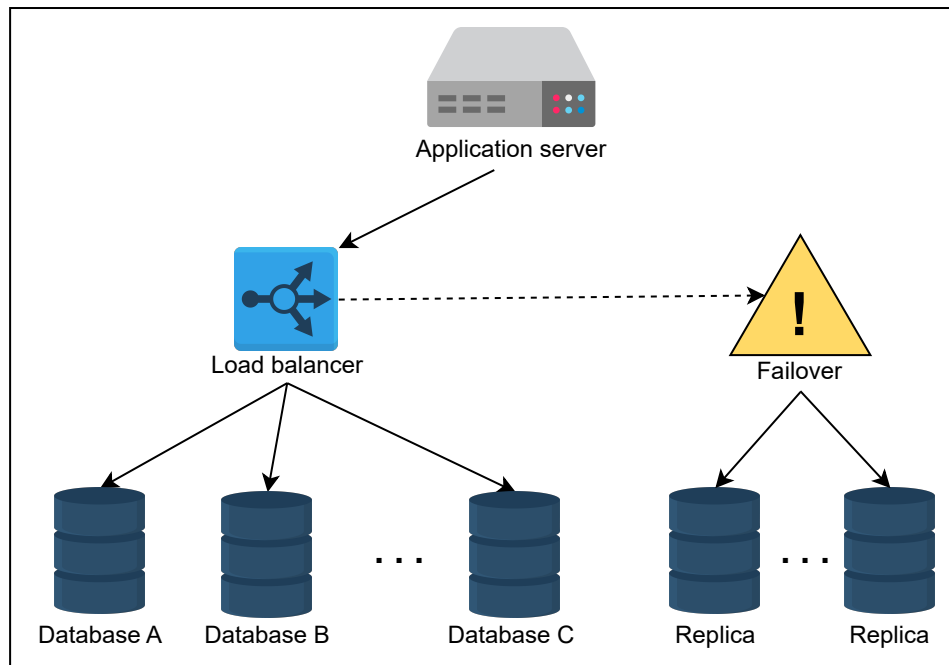 Application server
Load balancer
!
Failover
. . .
. . .
Database A
Database B
Database C
Replica
Replica